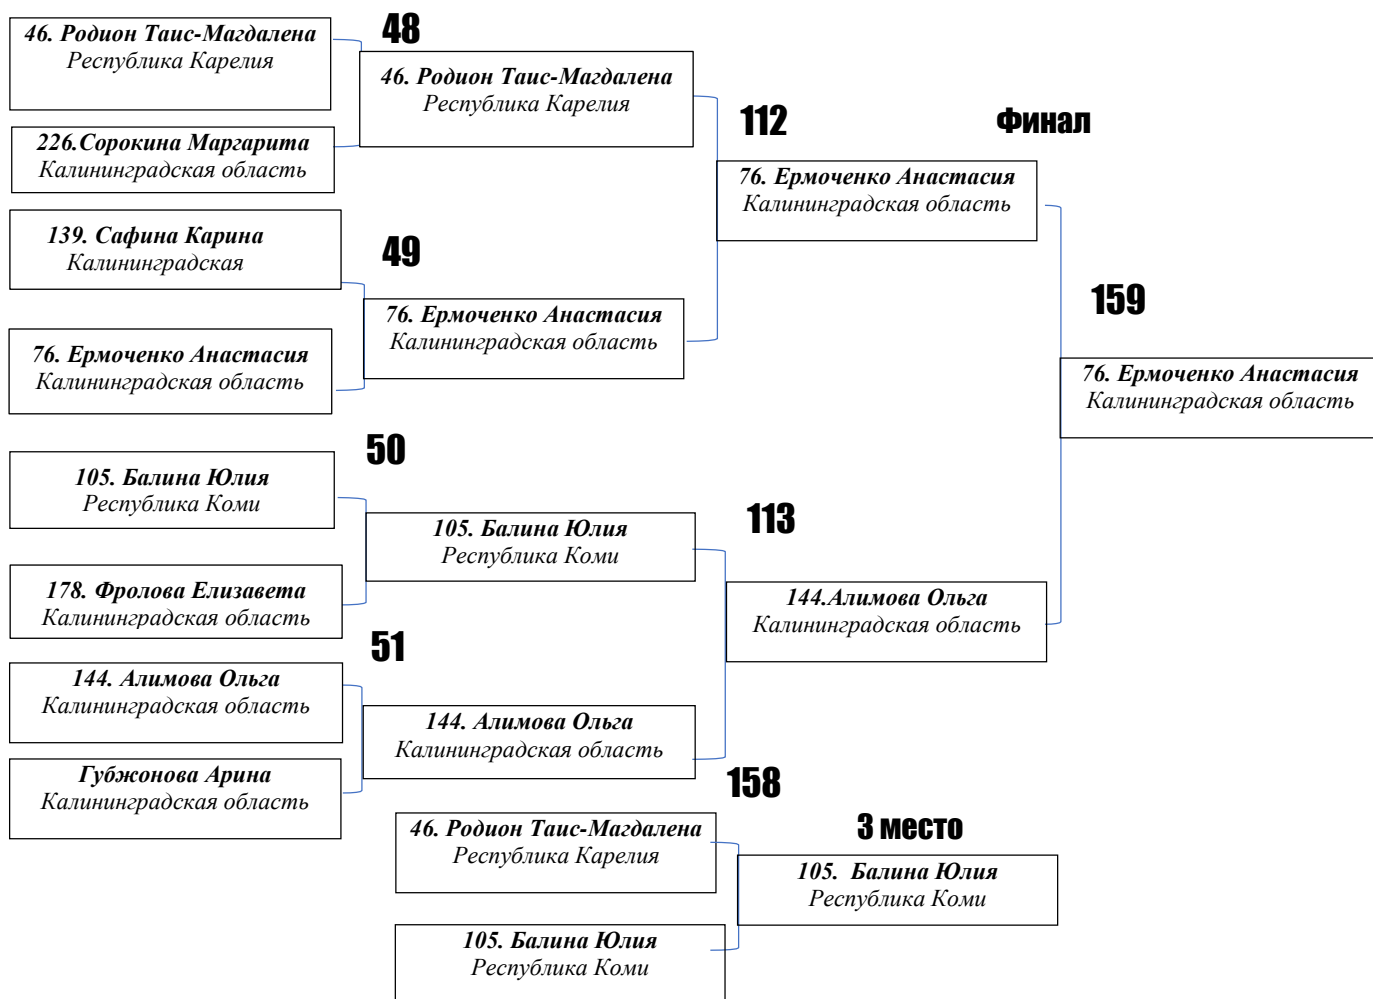 46. Родион Таис-Магдалена
Республика Карелия
226.Сорокина Маргарита
Калининградская область
139. Сафина Карина
Калининградская
76. Ермоченко Анастасия
Калининградская область
105. Балина Юлия
Республика Коми
178. Фролова Елизавета
Калининградская область
144. Алимова Ольга
Калининградская область
Губжонова Арина
Калининградская область
48
46. Родион Таис-Магдалена
Республика Карелия
49
76. Ермоченко Анастасия
Калининградская область
50
105. Балина Юлия
Республика Коми
51
144. Алимова Ольга
Калининградская область
112
76. Ермоченко Анастасия
Калининградская область
113
144.Алимова Ольга
Калининградская область
Финал
159
76. Ермоченко Анастасия
Калининградская область
158
46. Родион Таис-Магдалена
Республика Карелия
105. Балина Юлия
Республика Коми
3 место
105. Балина Юлия
Республика Коми